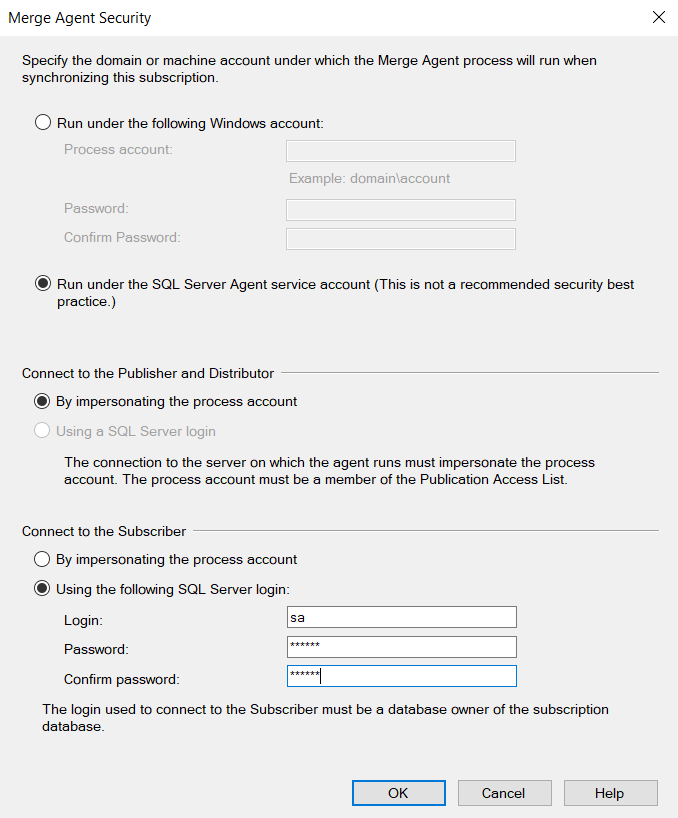 Merge Agent Security
Specify the domain or machine account under which the Merge Agent process will run when
synchronizing this subscription.
Run under the following Windows account:
Process account:
Example: domain\account
Password:
Confirm Password:
Run under the SQL Server Agent service account (This is not a recommended security best
practice.)
Connect to the Publisher and Distributor
By impersonating the process account
Using a SQL Server login
The connection to the server on which the agent runs must impersonate the process
account. The process account must be a member of the Publication Access List.
Connect to the Subscriber
By impersonating the process account
Using the following SQL Server login:
Login: sa
Password: ******
Confirm password: ******
The login used to connect to the Subscriber must be a database owner of the subscription
database.
OK Cancel Help